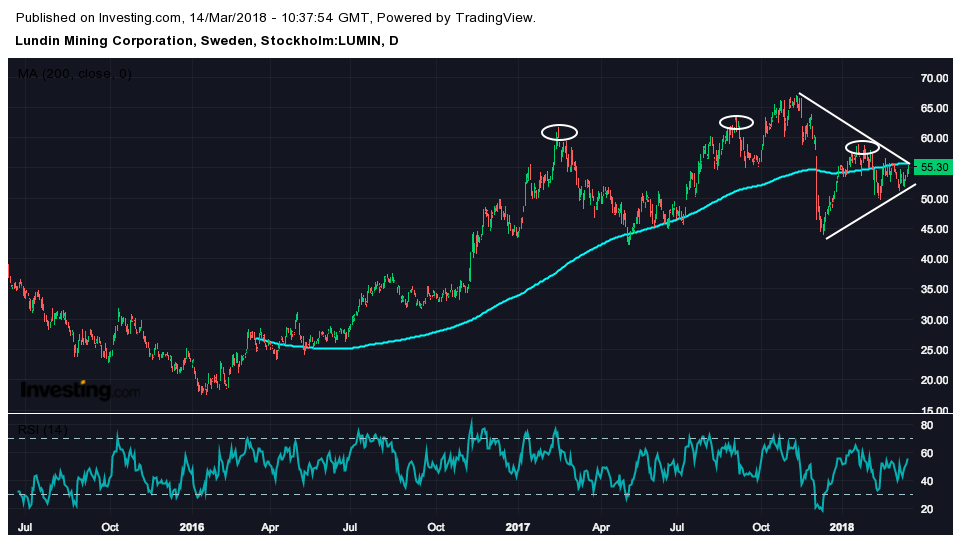 Published on Investing.com, 14/Mar/2018 - 10:37:54 GMT, Powered by TradingView.
Lundin Mining Corporation, Sweden, Stockholm:LUMIN, D
MA (200, close, 0)
70.00
65.00
60.00
55.30
50.00
45.00
40.00
35.00
30.00
25.00
20.00
15.00
Investing.com
RSI (14)
80
60
40
20
Jul Oct 2016 Apr Jul Oct 2017 Apr Jul Oct 2018